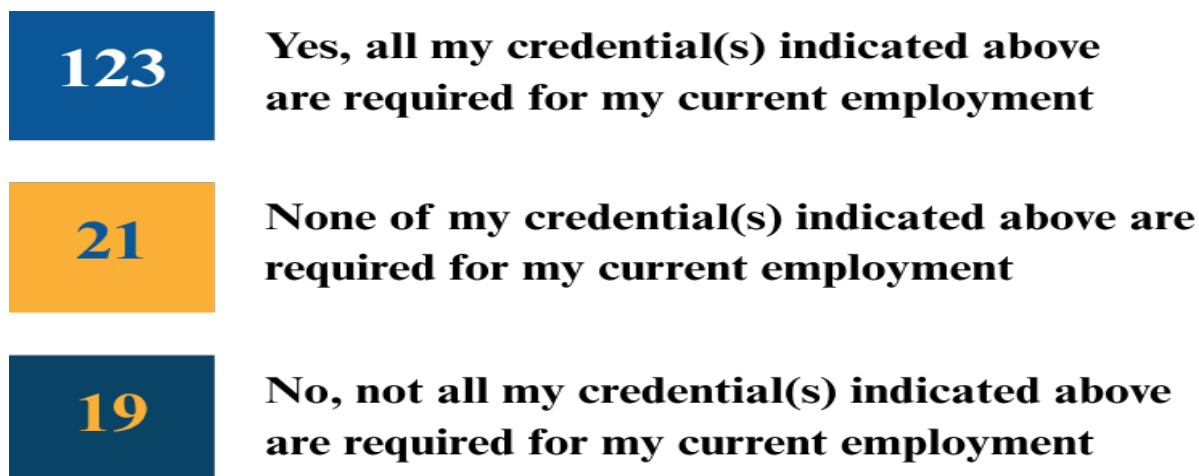 123
Yes, all my credential(s) indicated above
are required for my current employment
21
None of my credential(s) indicated above are
required for my current employment
19
No, not all my credential(s) indicated above
are required for my current employment